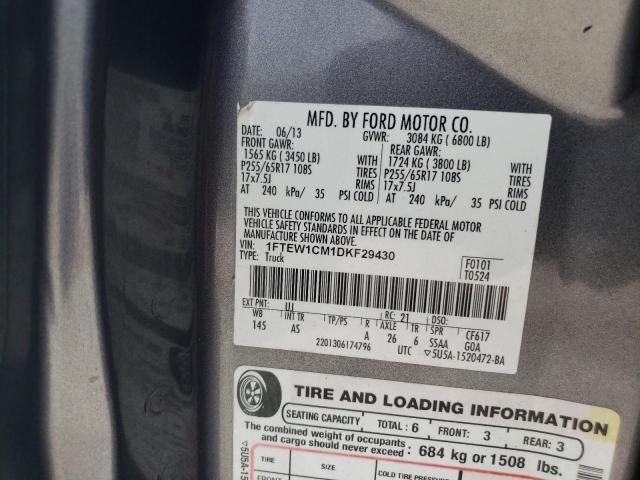 MFD. BY FORD MOTOR CO.
DATE: 06/13 GVWR: 3084 KG ( 6800 LB)
FRONT GAWR: REAR GAWR:
1565 KG ( 3450 LB) 1724 KG ( 3800 LB)
P255/65R17 108S TIRES P255/65R17 108S TIRES
17x7.5J RIMS 17x7.5J RIMS
AT 240 kPa/ 35 PSI COLD AT 240 kPa/ 35 PSI COLD
THIS VEHICLE CONFORMS TO ALL APPLICABLE FEDERAL MOTOR
VEHICLE SAFETY STANDARDS IN EFFECT ON THE DATE OF
MANUFACTURE SHOWN ABOVE.
VIN: 1FTEW1CM1DKF29430 F0101
TYPE: Truck T0524
EXT PNT: UJ RC: 21 DSO:
WB INT TR TP/PS R AXLE TR SPR CF617
145 AS A 26 6 SSAA GOA
2201306174796 UTC ▽5U5A-1520472-BA
TIRE AND LOADING INFORMATION
SEATING CAPACITY TOTAL : 6 FRONT: 3 REAR: 3
The combined weight of occupants
and cargo should never exceed : 684 kg or 1508 lbs.
TIRE SIZE COLD TIRE PRESSURE
FRONT